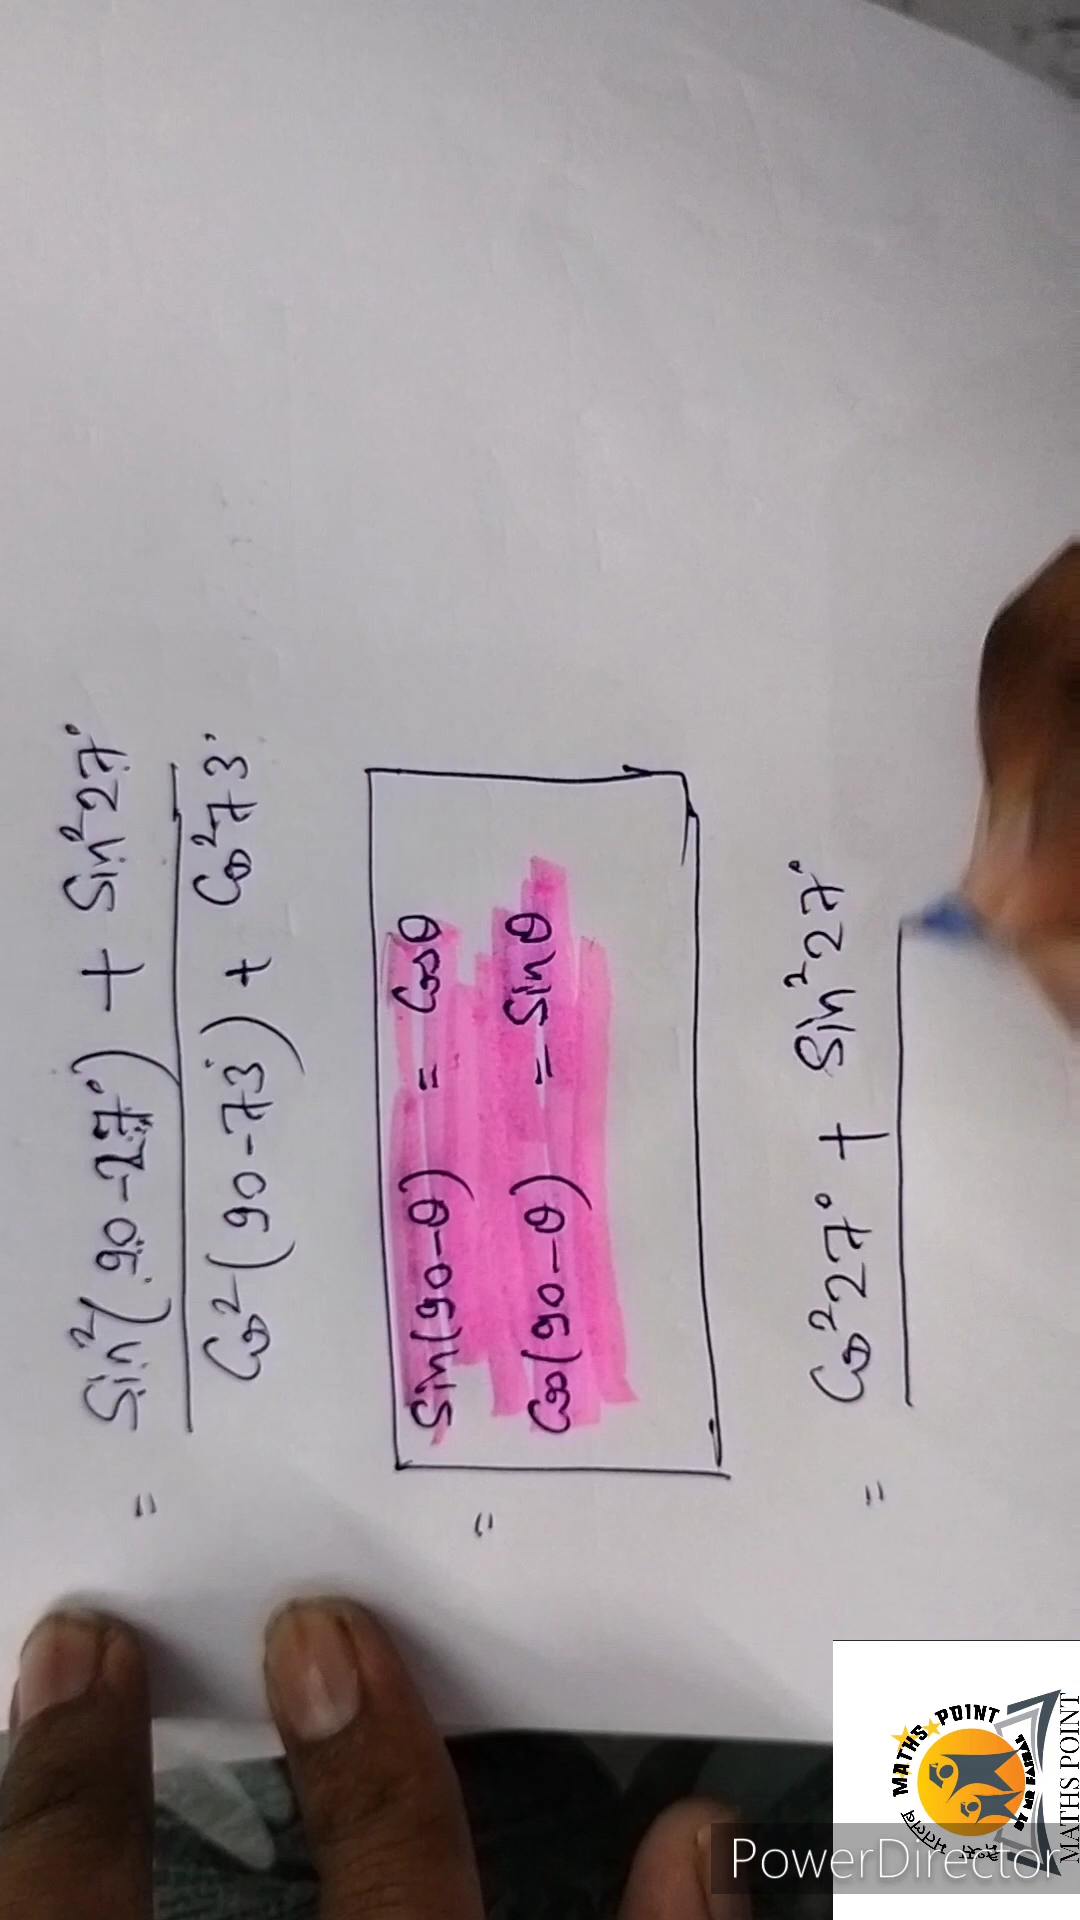 = Sin²(90-27°) + Sin²27°
Cos²(90-73°) + Cos²73°
= Sin(90-θ) = Cosθ
Cos(90-θ) = Sinθ
= Cos²27° + Sin²27°
MATHS POINT
MATHS POINT
PowerDirector